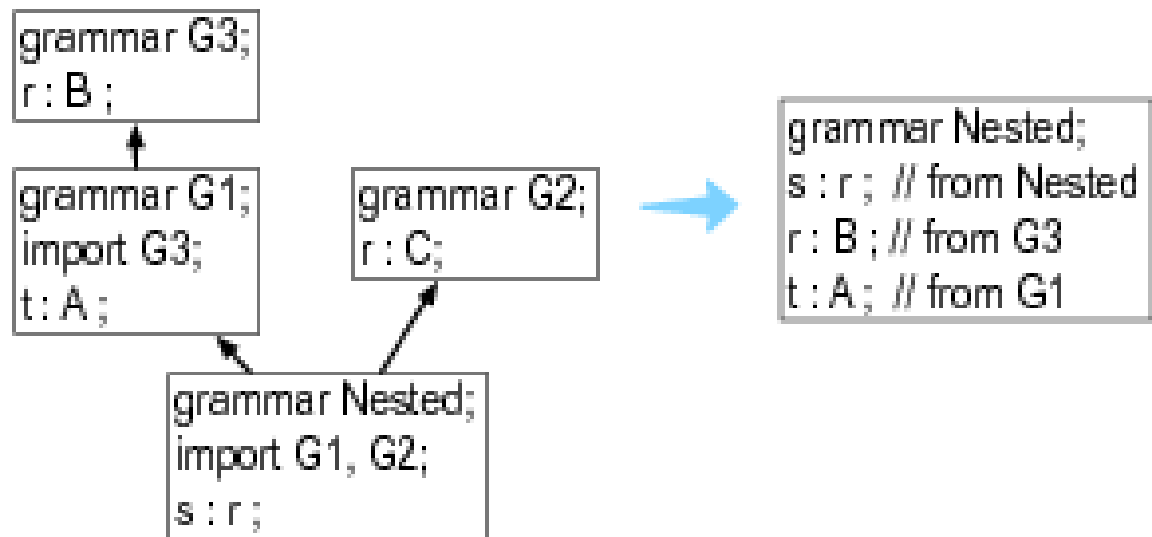 grammar G3;
r : B ;
grammar G1;
import G3;
t : A ;
grammar G2;
r : C;
grammar Nested;
import G1, G2;
s : r ;
grammar Nested;
s : r ; // from Nested
r : B ; // from G3
t : A ; // from G1